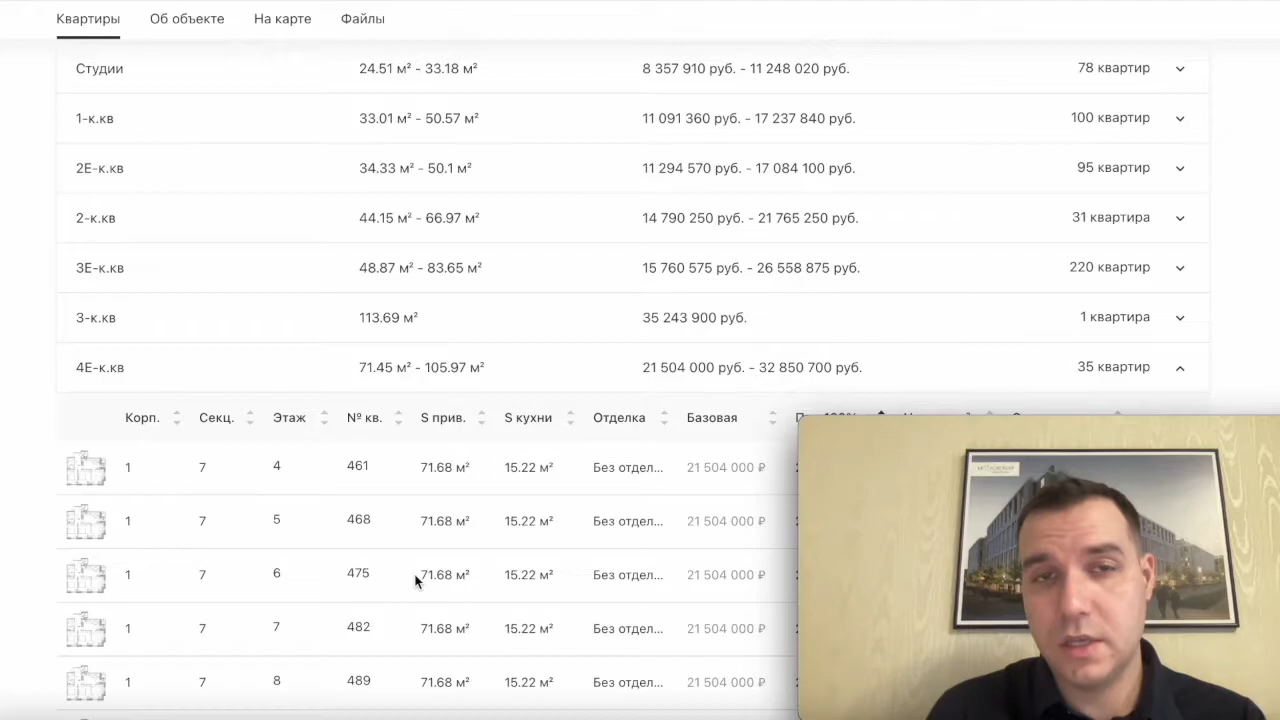 Квартиры Об объекте На карте Файлы
Студии 24.51 м² - 33.18 м² 8 357 910 руб. - 11 248 020 руб. 78 квартир
1-к.кв 33.01 м² - 50.57 м² 11 091 360 руб. - 17 237 840 руб. 100 квартир
2Е-к.кв 34.33 м² - 50.1 м² 11 294 570 руб. - 17 084 100 руб. 95 квартир
2-к.кв 44.15 м² - 66.97 м² 14 790 250 руб. - 21 765 250 руб. 31 квартира
3Е-к.кв 48.87 м² - 83.65 м² 15 760 575 руб. - 26 558 875 руб. 220 квартир
3-к.кв 113.69 м² 35 243 900 руб. 1 квартира
4Е-к.кв 71.45 м² - 105.97 м² 21 504 000 руб. - 32 850 700 руб. 35 квартир
Корп. Секц. Этаж № кв. S прив. S кухни Отделка Базовая
1 7 4 461 71.68 м² 15.22 м² Без отдел... 21 504 000 ₽
1 7 5 468 71.68 м² 15.22 м² Без отдел... 21 504 000 ₽
1 7 6 475 71.68 м² 15.22 м² Без отдел... 21 504 000 ₽
1 7 7 482 71.68 м² 15.22 м² Без отдел... 21 504 000 ₽
1 7 8 489 71.68 м² 15.22 м² Без отдел... 21 504 000 ₽